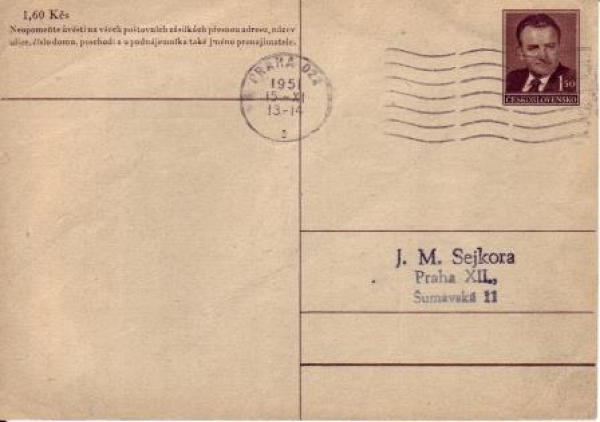 1,60 Kčs
Neopomeňte uvésti na všech poštovních zásilkách přesnou adresu, název
ulice, číslo domu, poschodí a u podnájemníka také jméno pronajímatele.
PRAHA 024
1951
15.-XI
13-14
1 50
ČESKOSLOVENSKO
J. M. Sejkora
Praha XII.,
Šumavská 11